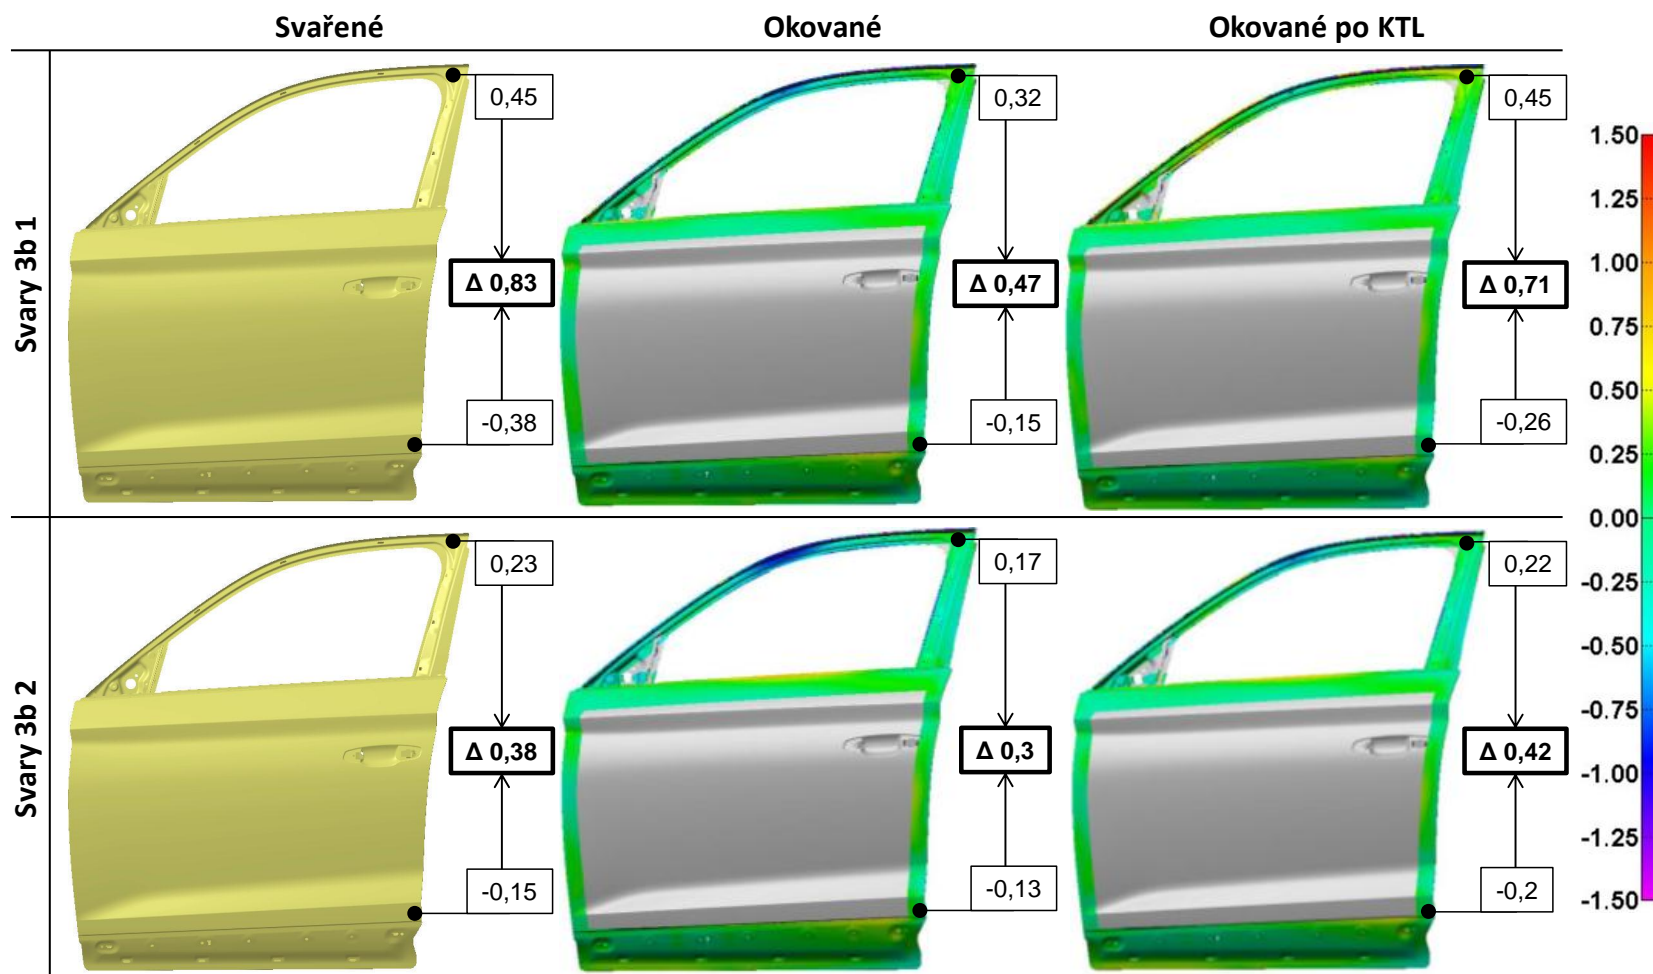 Svařené
Okované
Okované po KTL
Svary 3b 1
0,45
Δ 0,83
-0,38
0,32
Δ 0,47
-0,15
0,45
Δ 0,71
-0,26
Svary 3b 2
0,23
Δ 0,38
-0,15
0,17
Δ 0,3
-0,13
0,22
Δ 0,42
-0,2
1.50
1.25
1.00
0.75
0.50
0.25
0.00
-0.25
-0.50
-0.75
-1.00
-1.25
-1.50